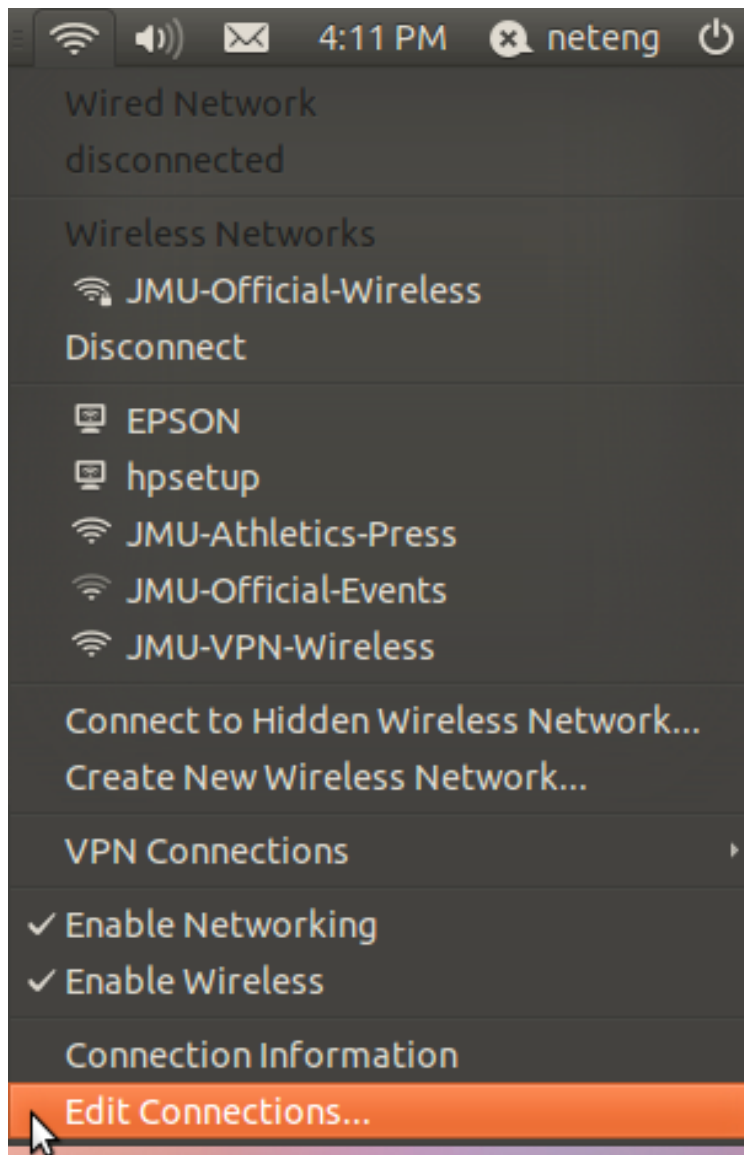 4:11 PM neteng
Wired Network
disconnected
Wireless Networks
JMU-Official-Wireless
Disconnect
EPSON
hpsetup
JMU-Athletics-Press
JMU-Official-Events
JMU-VPN-Wireless
Connect to Hidden Wireless Network...
Create New Wireless Network...
VPN Connections
Enable Networking
Enable Wireless
Connection Information
Edit Connections...